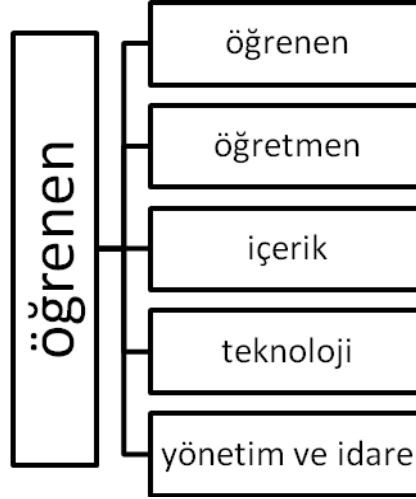 öğrenen
öğrenen
öğretmen
içerik
teknoloji
yönetim ve idare